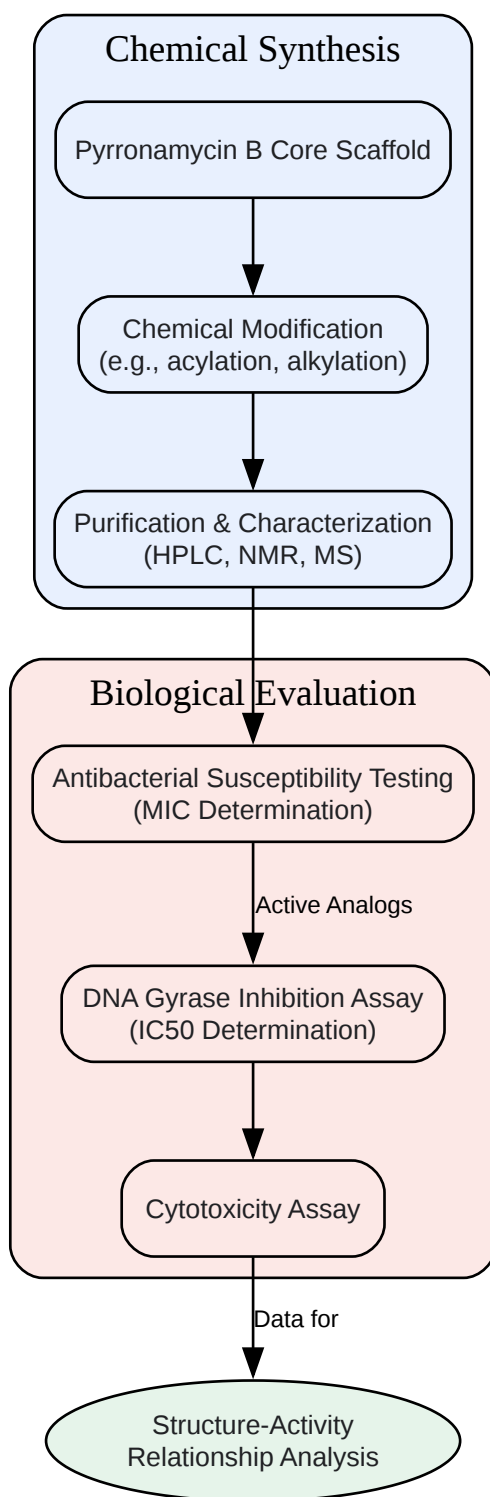 Chemical Synthesis
Pyrronamycin B Core Scaffold
Chemical Modification
(e.g., acylation, alkylation)
Purification & Characterization
(HPLC, NMR, MS)
Biological Evaluation
Antibacterial Susceptibility Testing
(MIC Determination)
Active Analogs
DNA Gyrase Inhibition Assay
(IC50 Determination)
Cytotoxicity Assay
Data for
Structure-Activity
Relationship Analysis